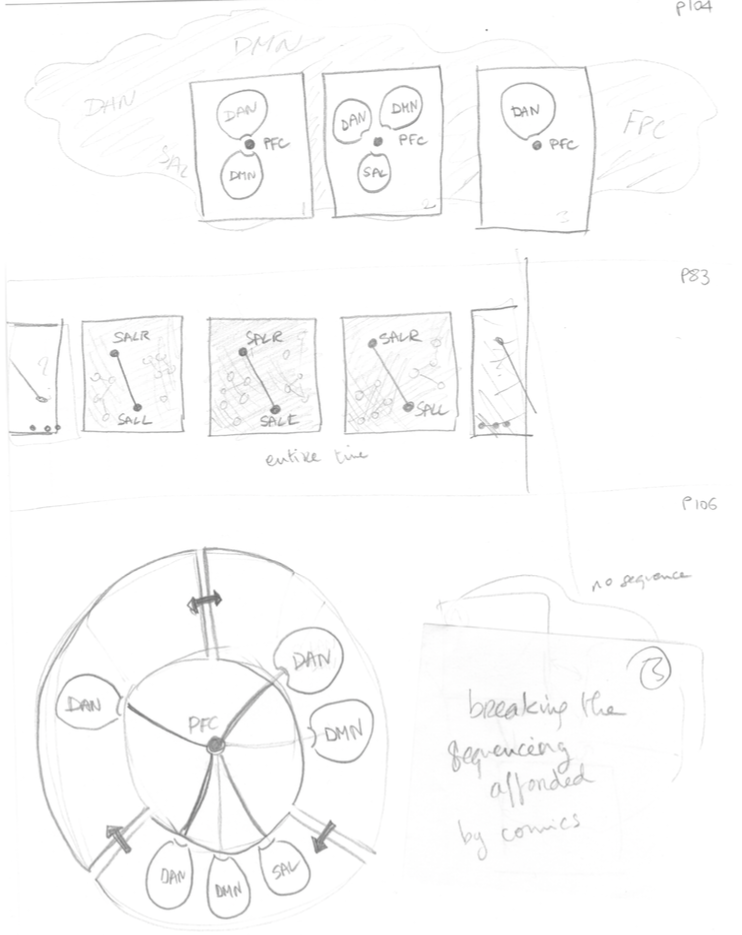 P104
DMN
DAN
SAL
FPC
DAN
PFC
DMN
1
DAN
DMN
PFC
SAL
2
DAN
PFC
3
P83
?
SALR
SALL
SALR
SALL
SALR
SALL
entire time
P106
no sequence
DAN
PFC
DAN
DMN
DAN
DMN
SAL
B
breaking the
sequencing
afforded
by comics